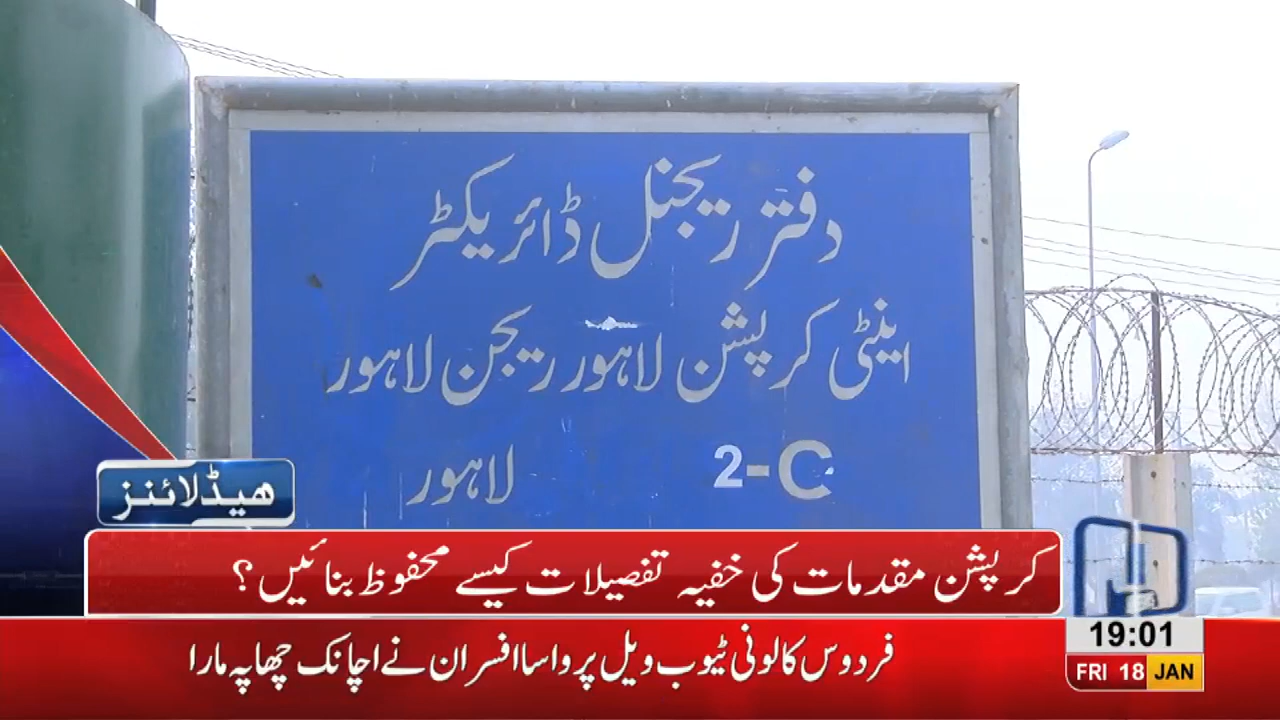 دفتر ریجنل ڈائریکٹر
اینٹی کرپشن لاہور ریجن لاہور
2-C لاہور
ھیڈلائنز
کرپشن مقدمات کی خفیہ تفصیلات کیسے محفوظ بنائیں؟
فردوس کالونی ٹیوب ویل پر واسا افسران نے اچانک چھاپہ مارا
19:01
FRI 18 JAN